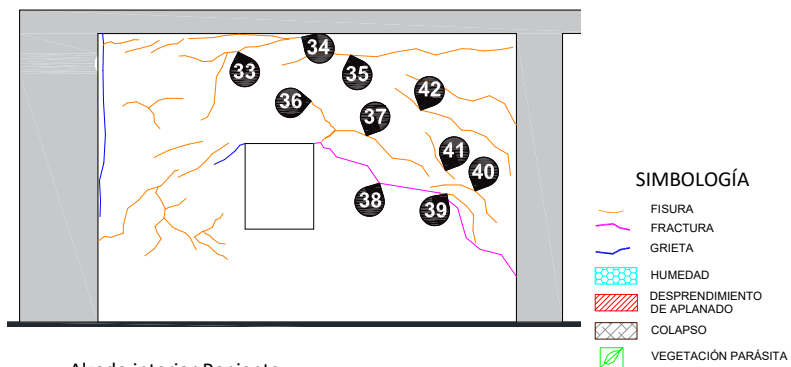 34
33
35
42
36
37
41
40
38
39
SIMBOLOGÍA
FISURA
FRACTURA
GRIETA
HUMEDAD
DESPRENDIMIENTO
DE APLANADO
COLAPSO
VEGETACIÓN PARÁSITA